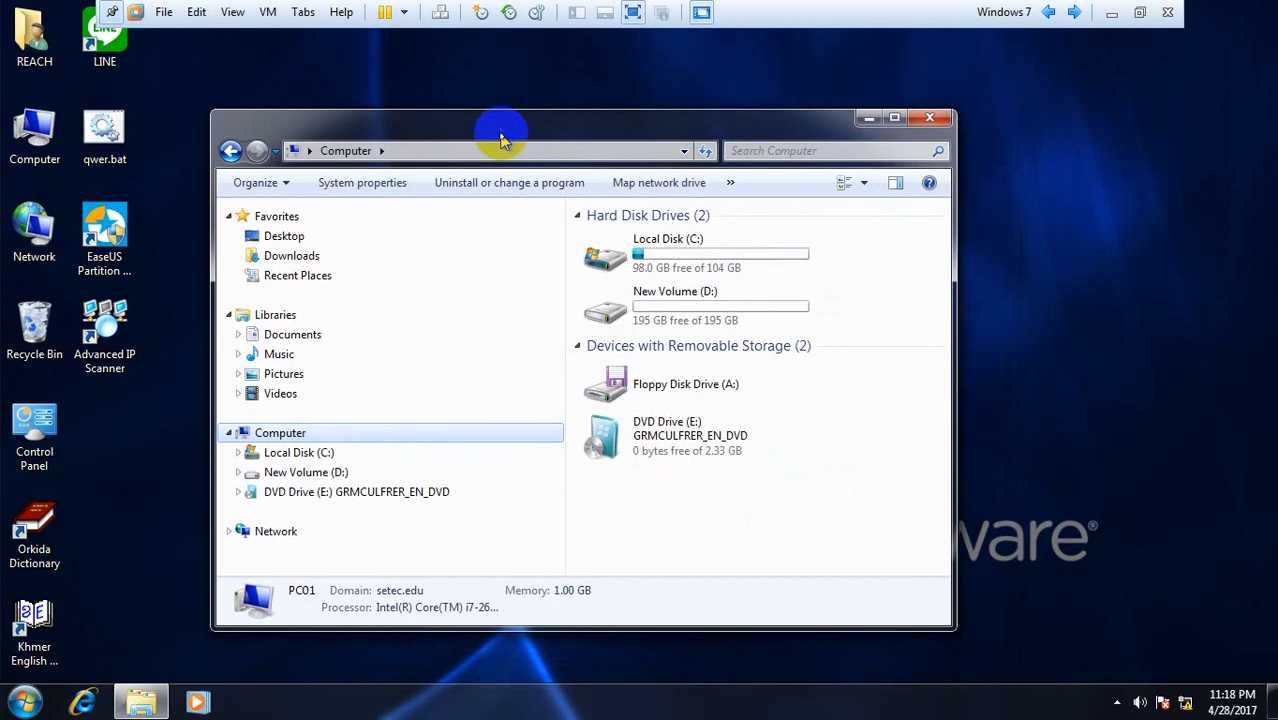 File Edit View VM Tabs Help
Windows 7
REACH
LINE
Computer
qwer.bat
Network
EaseUS
Partition ...
Recycle Bin
Advanced IP
Scanner
Control
Panel
Orkida
Dictionary
Khmer
English ...
Computer
Search Computer
Organize System properties Uninstall or change a program Map network drive »
Favorites
Desktop
Downloads
Recent Places
Libraries
Documents
Music
Pictures
Videos
Computer
Local Disk (C:)
New Volume (D:)
DVD Drive (E:) GRMCULFRER_EN_DVD
Network
Hard Disk Drives (2)
Local Disk (C:)
98.0 GB free of 104 GB
New Volume (D:)
195 GB free of 195 GB
Devices with Removable Storage (2)
Floppy Disk Drive (A:)
DVD Drive (E:)
GRMCULFRER_EN_DVD
0 bytes free of 2.33 GB
PC01 Domain: setec.edu Memory: 1.00 GB
Processor: Intel(R) Core(TM) i7-26...
ware®
11:18 PM
4/28/2017